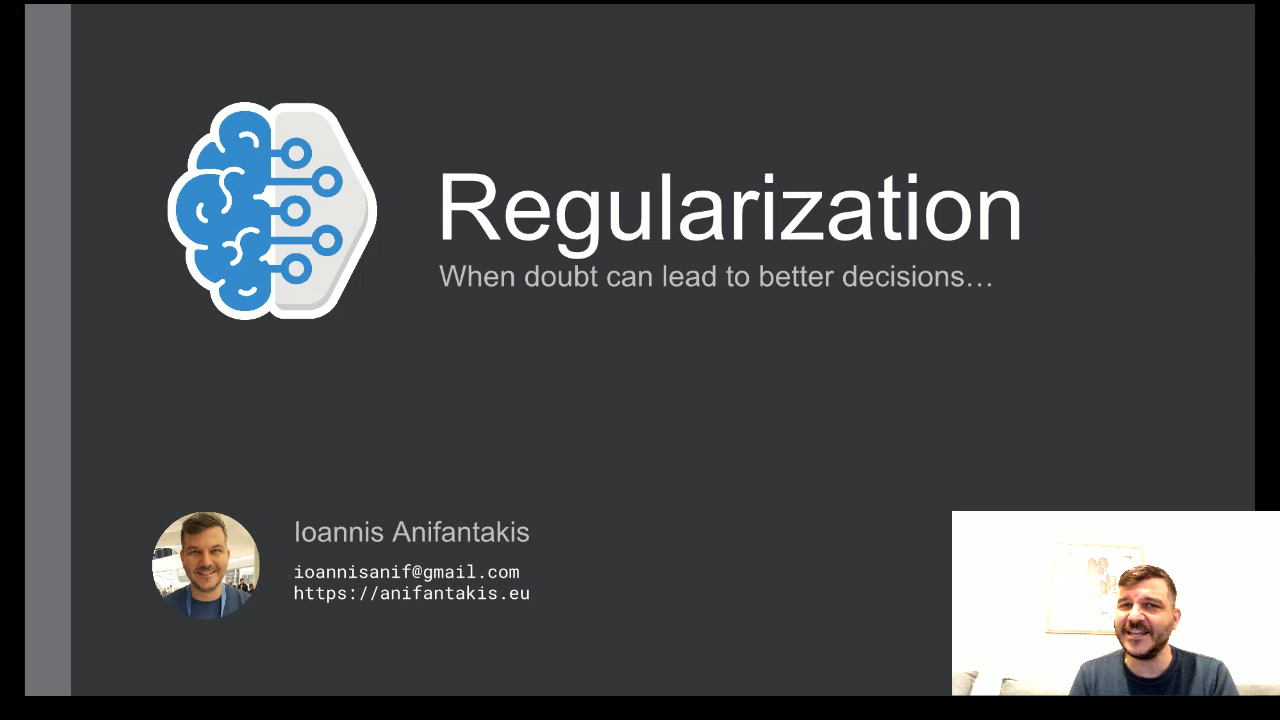 Regularization
When doubt can lead to better decisions…
Ioannis Anifantakis
ioannisanif@gmail.com
https://anifantakis.eu